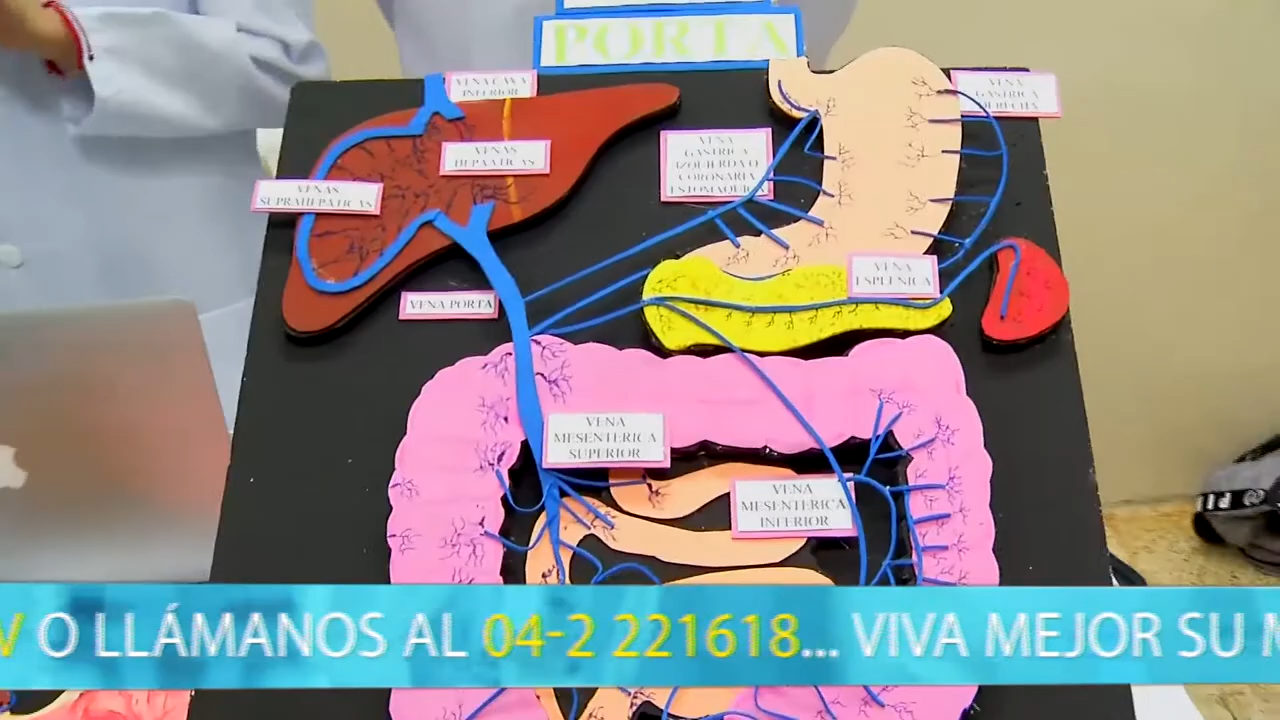 PORTA
VENA CAVA
INFERIOR
VENA
GASTRICA
DERECHA
VENAS
HEPAATICAS
VENA
GASTRICA
IZQUIERDA O
CORONARIA
ESTOMAQUICA
VENAS
SUPRAHEPATICAS
VENA
ESPLENICA
VENA PORTA
VENA
MESENTERICA
SUPERIOR
VENA
MESENTERICA
INFERIOR
V O LLÁMANOS AL 04-2 221618... VIVA MEJOR SU M